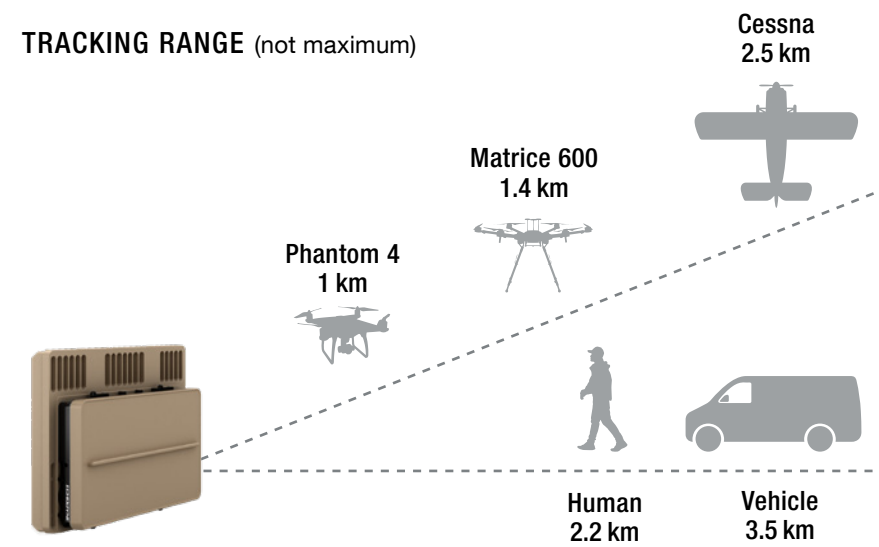 TRACKING RANGE (not maximum)
Cessna
2.5 km
Matrice 600
1.4 km
Phantom 4
1 km
Human
2.2 km
Vehicle
3.5 km